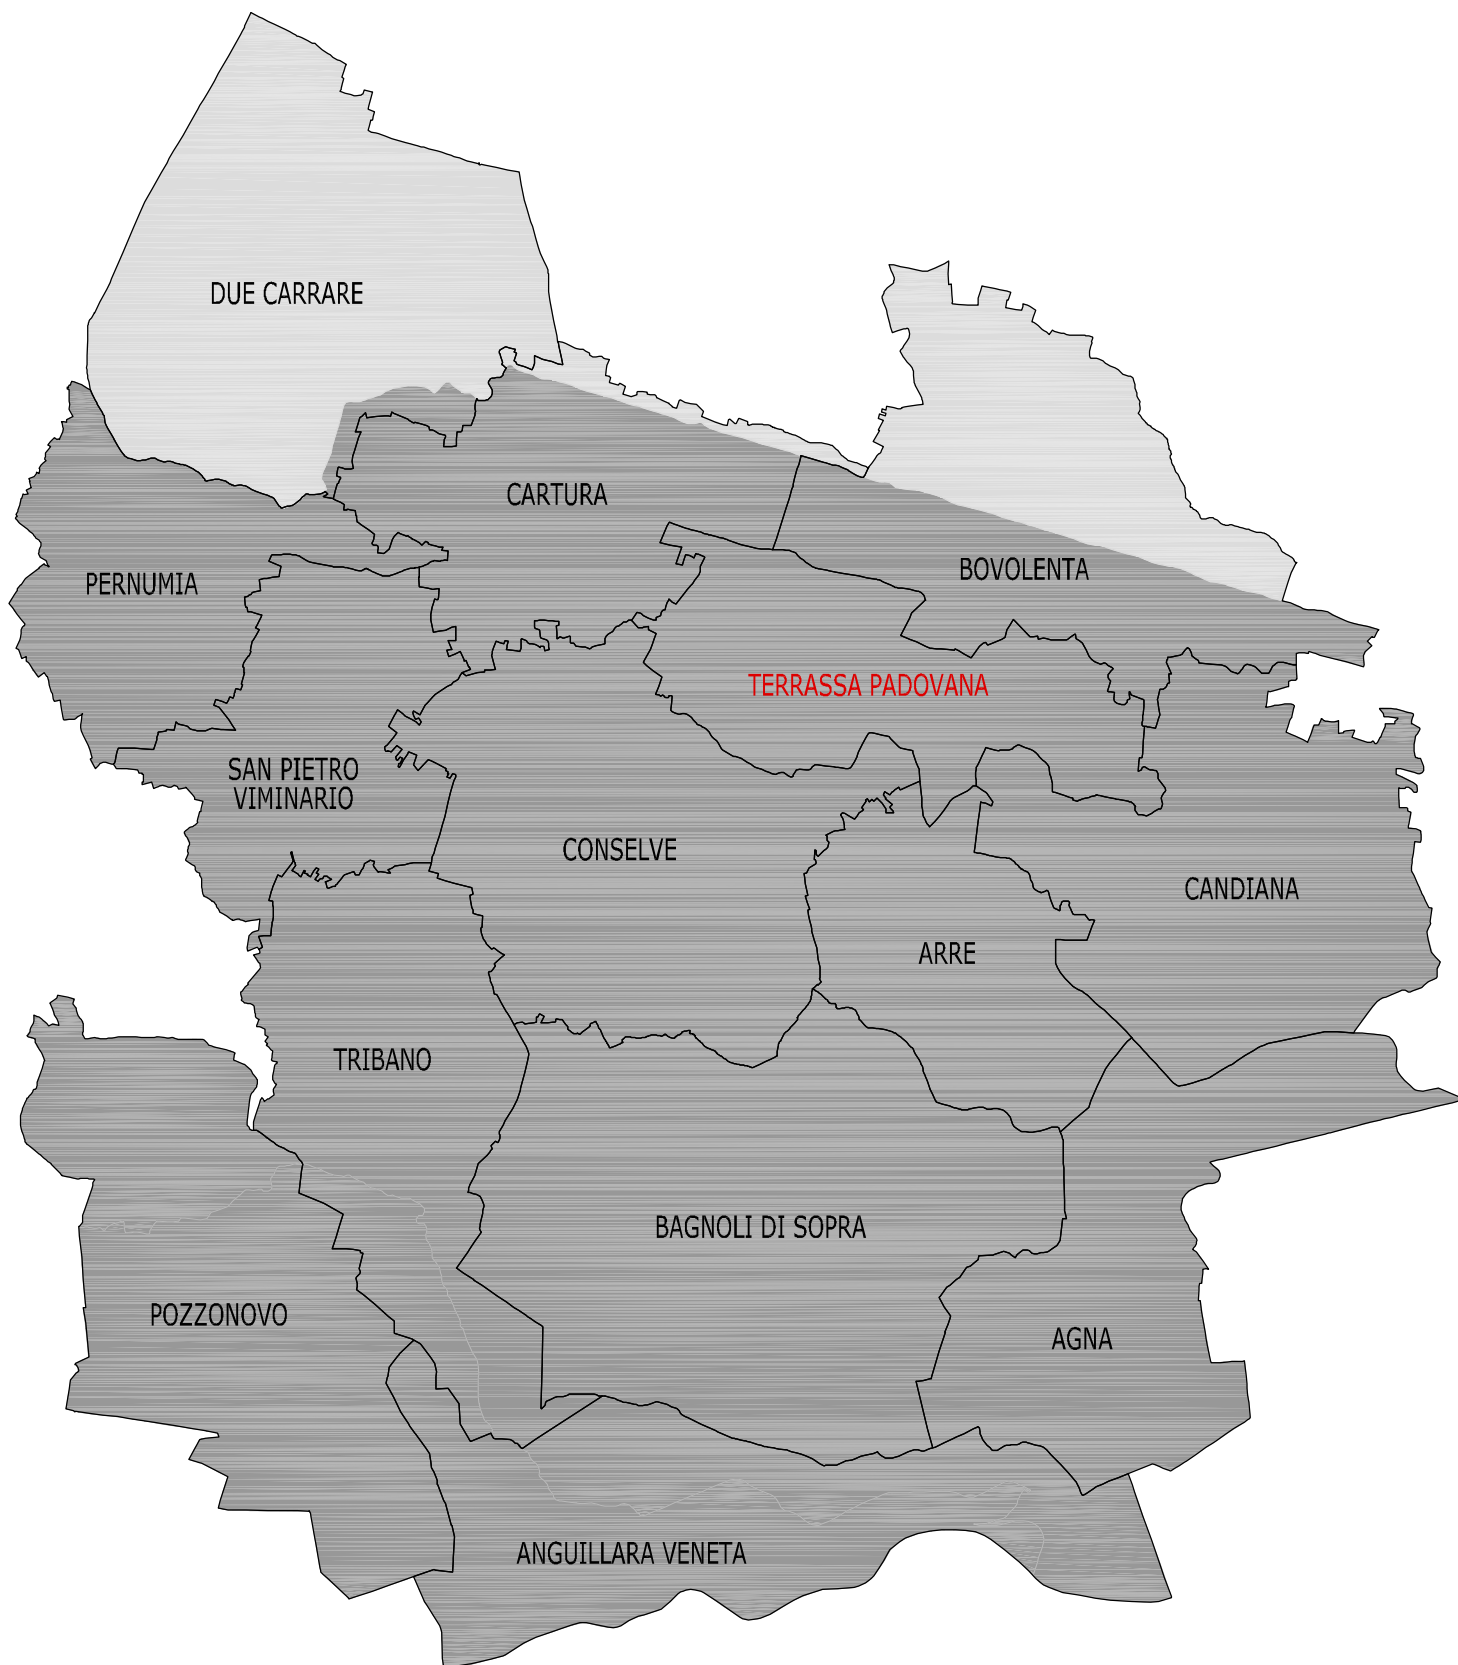 DUE CARRARE
CARTURA
BOVOLENTA
PERNUMIA
TERRASSA PADOVANA
SAN PIETRO
VIMINARIO
CONSELVE
CANDIANA
ARRE
TRIBANO
BAGNOLI DI SOPRA
POZZONOVO
AGNA
ANGUILLARA VENETA